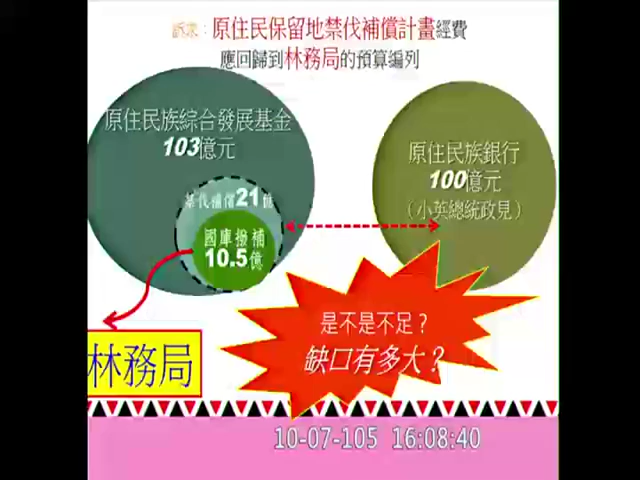 訴求：原住民保留地禁伐補償計畫經費
應回歸到林務局的預算編列
原住民族綜合發展基金
103億元
禁伐補償21億
國庫撥補
10.5億
原住民族銀行
100億元
(小英總統政見)
是不是不足？
缺口有多大？
林務局
10-07-105 16:08:40